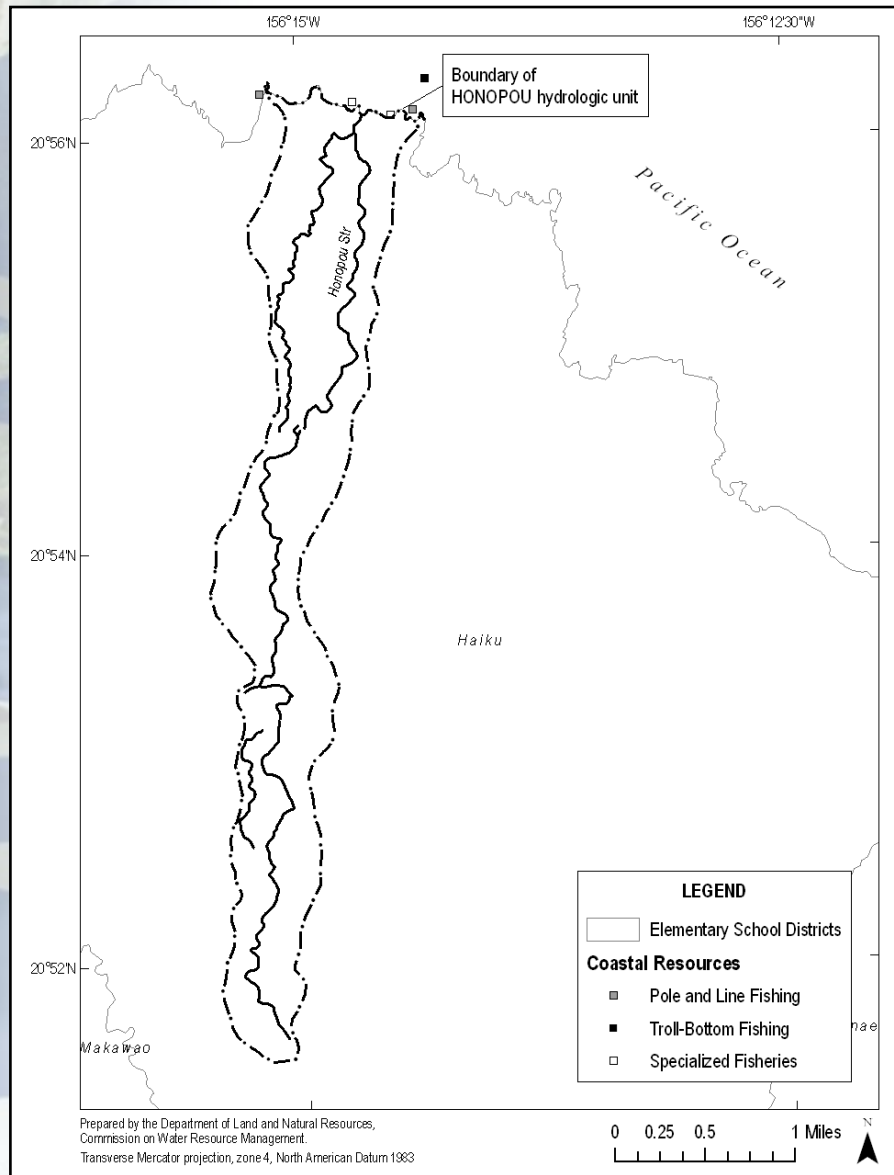 156°15'W
156°12'30"W
Boundary of
HONOPOU hydrologic unit
20°56'N
Pacific Ocean
Honopou Str
20°54'N
Haiku
20°52'N
Makawao
nae
LEGEND
Elementary School Districts
Coastal Resources
Pole and Line Fishing
Troll-Bottom Fishing
Specialized Fisheries
Prepared by the Department of Land and Natural Resources,
Commission on Water Resource Management.
Transverse Mercator projection, zone 4, North American Datum 1983
0 0.25 0.5 1 Miles
N